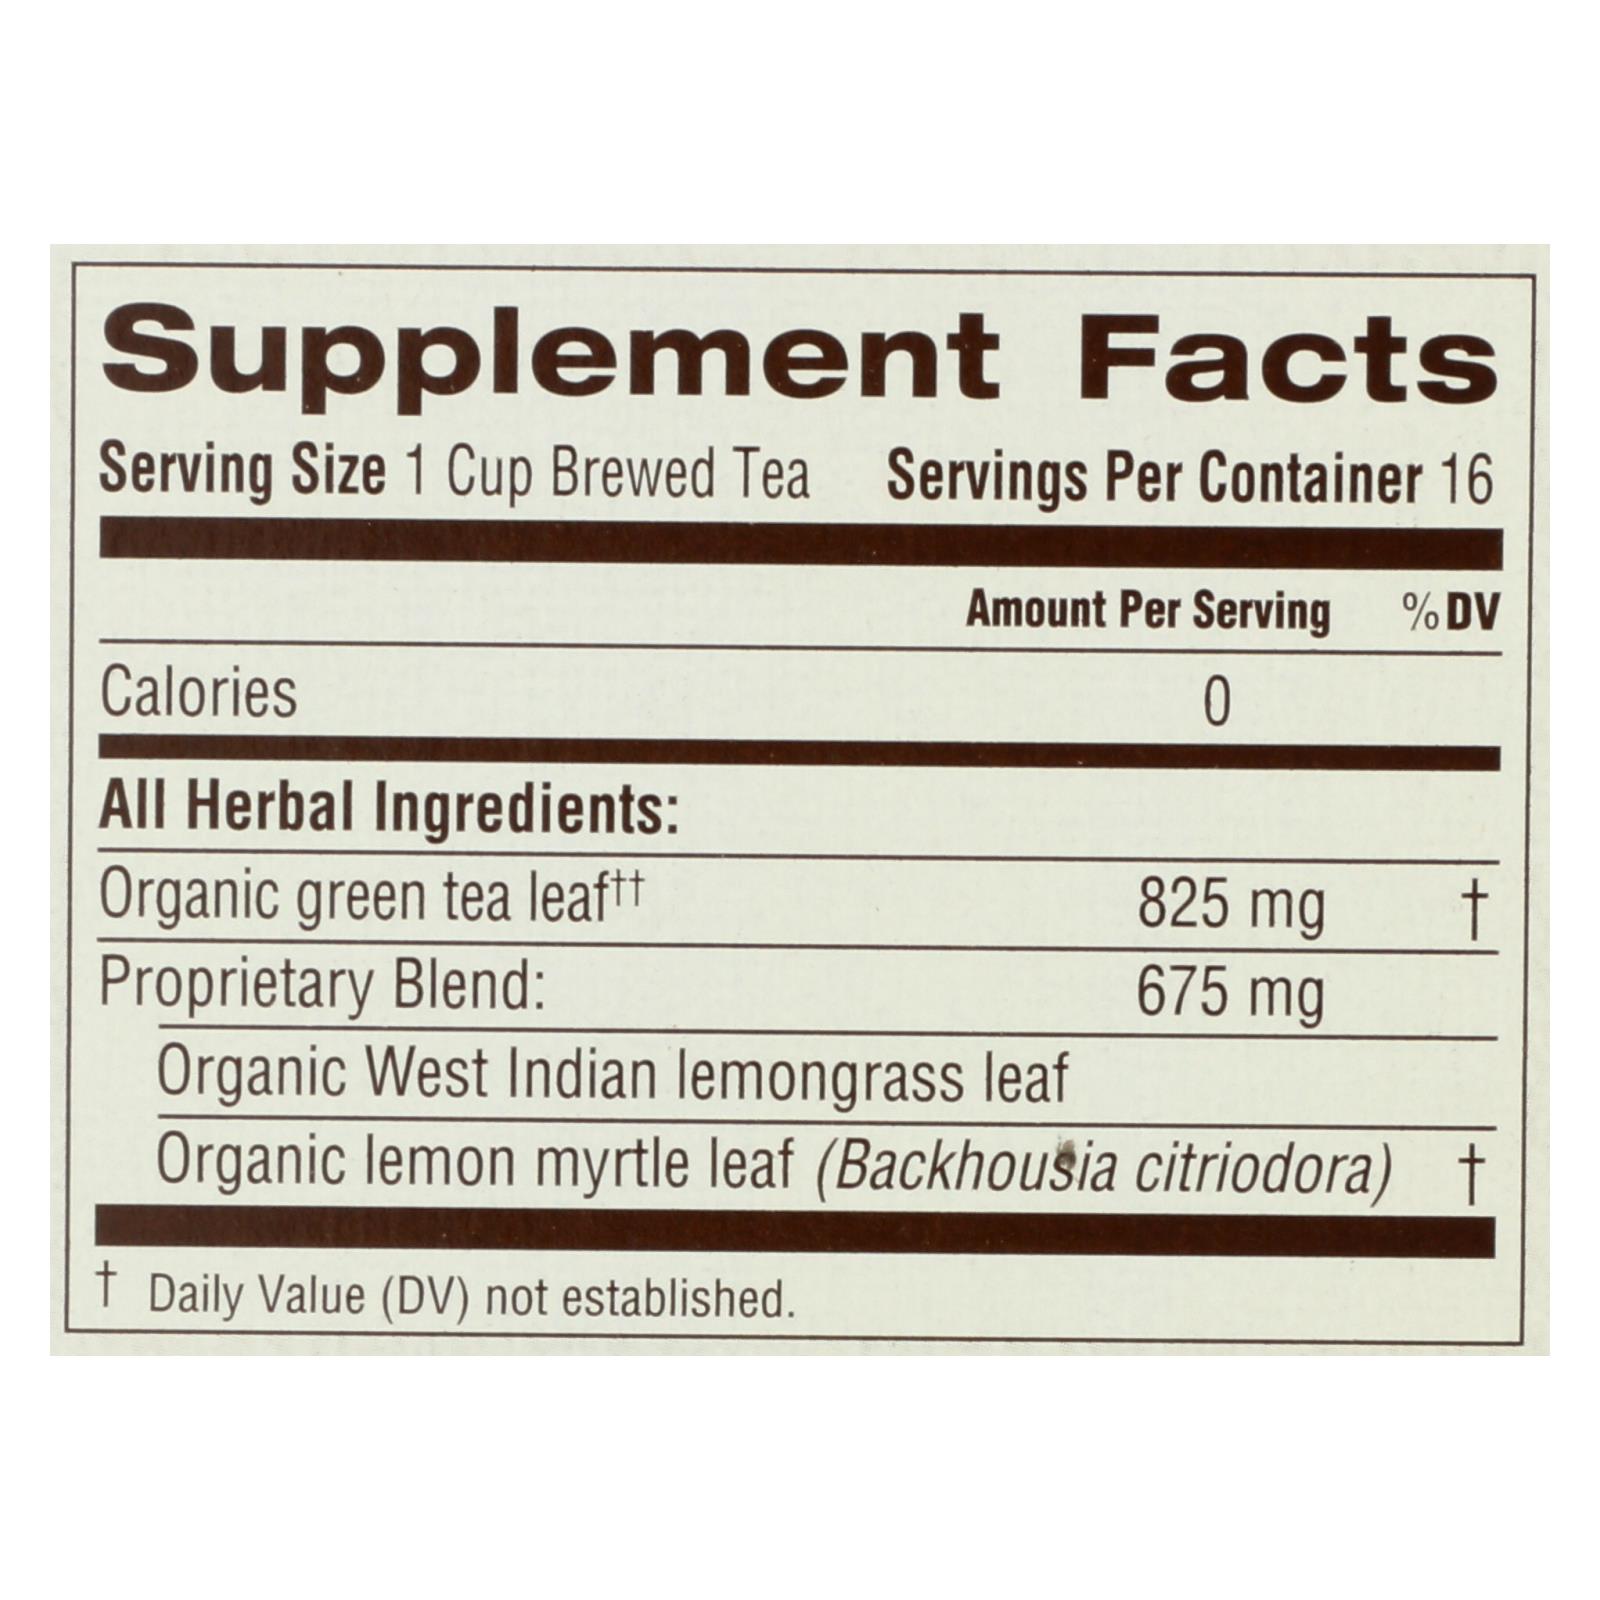 Supplement Facts
Serving Size 1 Cup Brewed Tea Servings Per Container 16
Amount Per Serving % DV
Calories 0
All Herbal Ingredients:
Organic green tea leaf†† 825 mg †
Proprietary Blend: 675 mg
Organic West Indian lemongrass leaf
Organic lemon myrtle leaf (Backhousia citriodora) †
† Daily Value (DV) not established.